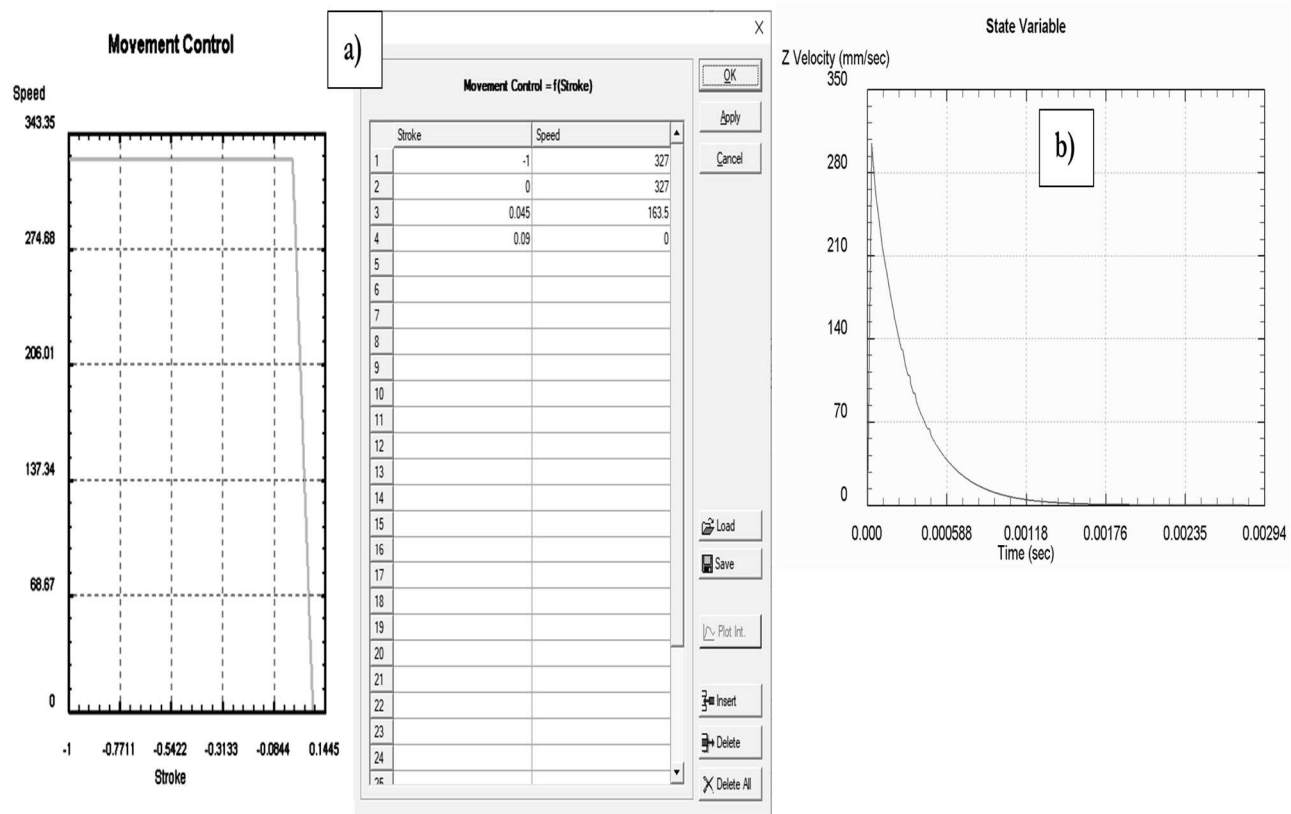 Movement Control
Speed
343.35
274.68
206.01
137.34
68.67
0
-1 -0.7711 -0.5422 -0.3133 -0.0844 0.1445
Stroke
a)
X
Movement Control = f(Stroke)
Stroke Speed
1 -1 327
2 0 327
3 0.045 163.5
4 0.09 0
5
6
7
8
9
10
11
12
13
14
15
16
17
18
19
20
21
22
23
24
25
OK
Apply
Cancel
Load
Save
Plot Int.
Insert
Delete
Delete All
State Variable
Z Velocity (mm/sec)
b)
350
280
210
140
70
0
0.000 0.000588 0.00118 0.00176 0.00235 0.00294
Time (sec)